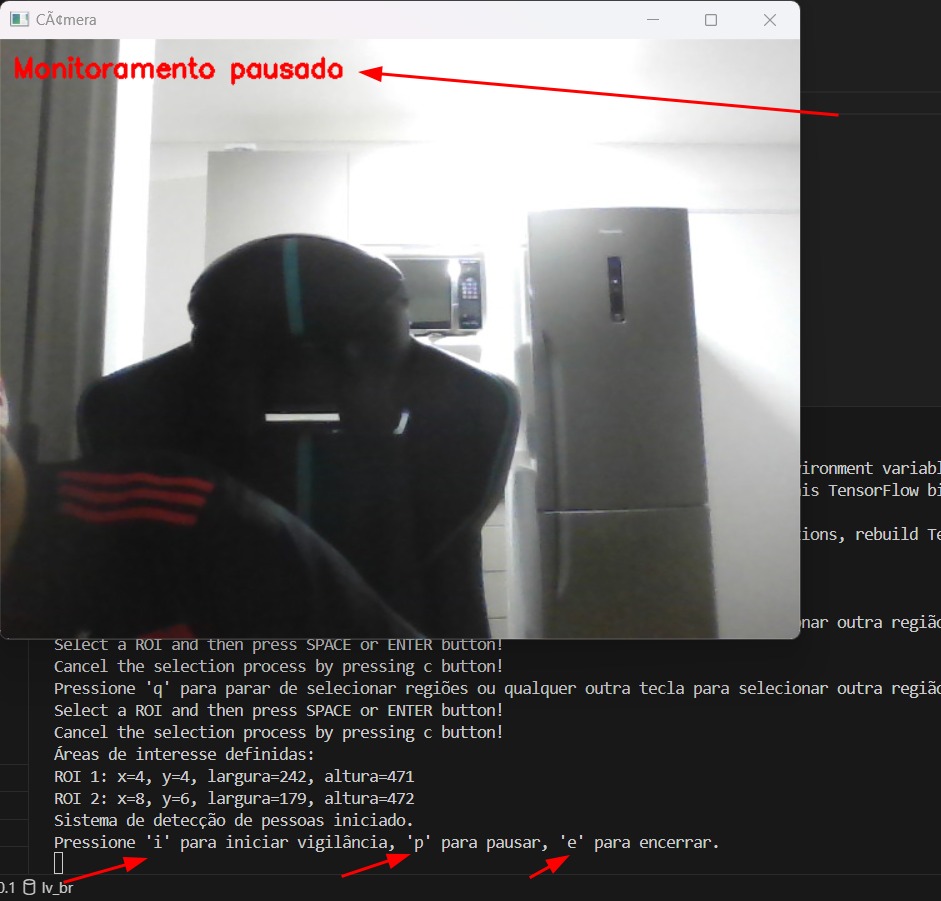 CÃ¢mera
Monitoramento pausado
ironment variabl
is TensorFlow bi
ions, rebuild Te
nar outra região
Select a ROI and then press SPACE or ENTER button!
Cancel the selection process by pressing c button!
Pressione 'q' para parar de selecionar regiões ou qualquer outra tecla para selecionar outra região
Select a ROI and then press SPACE or ENTER button!
Cancel the selection process by pressing c button!
Áreas de interesse definidas:
ROI 1: x=4, y=4, largura=242, altura=471
ROI 2: x=8, y=6, largura=179, altura=472
Sistema de detecção de pessoas iniciado.
Pressione 'i' para iniciar vigilância, 'p' para pausar, 'e' para encerrar.
0.1 lv_br